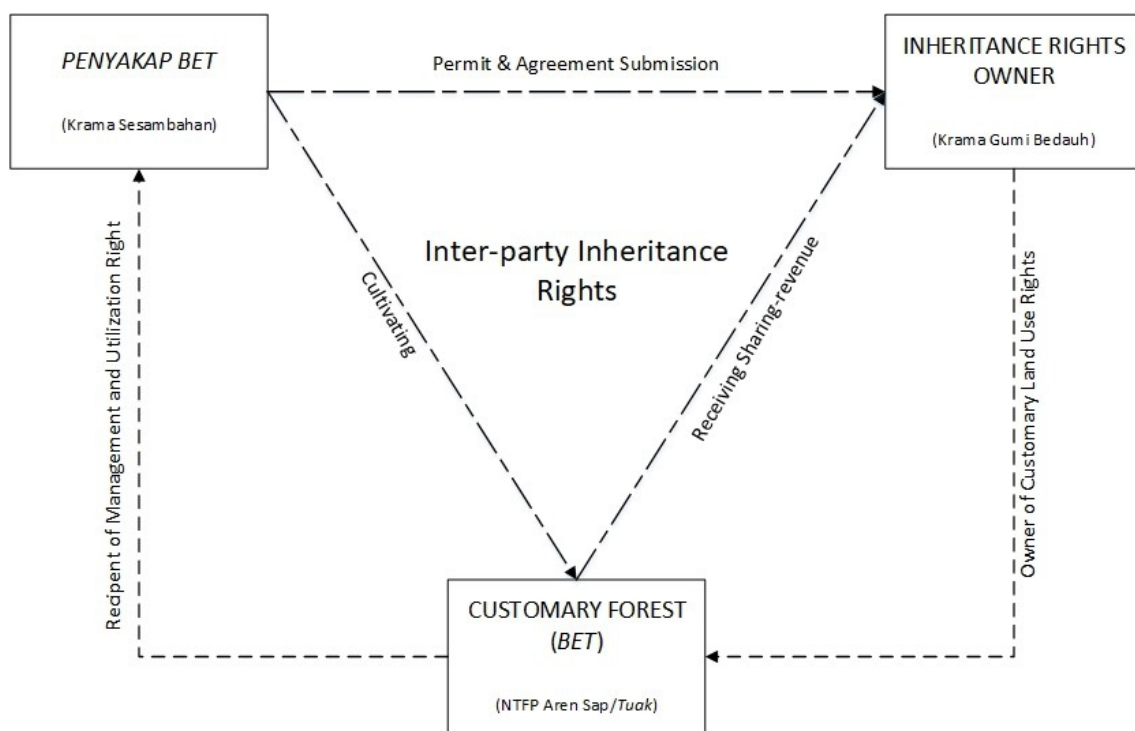 PENYAKAP BET
(Krama Sesambahan)
Permit & Agreement Submission
INHERITANCE RIGHTS
OWNER
(Krama Gumi Bedauh)
Inter-party Inheritance
Rights
Cultivating
Receiving Sharing-revenue
Recipent of Management and Utilization Right
Owner of Customary Land Use Rights
CUSTOMARY FOREST
(BET)
(NTFP Aren Sap/Tuak)